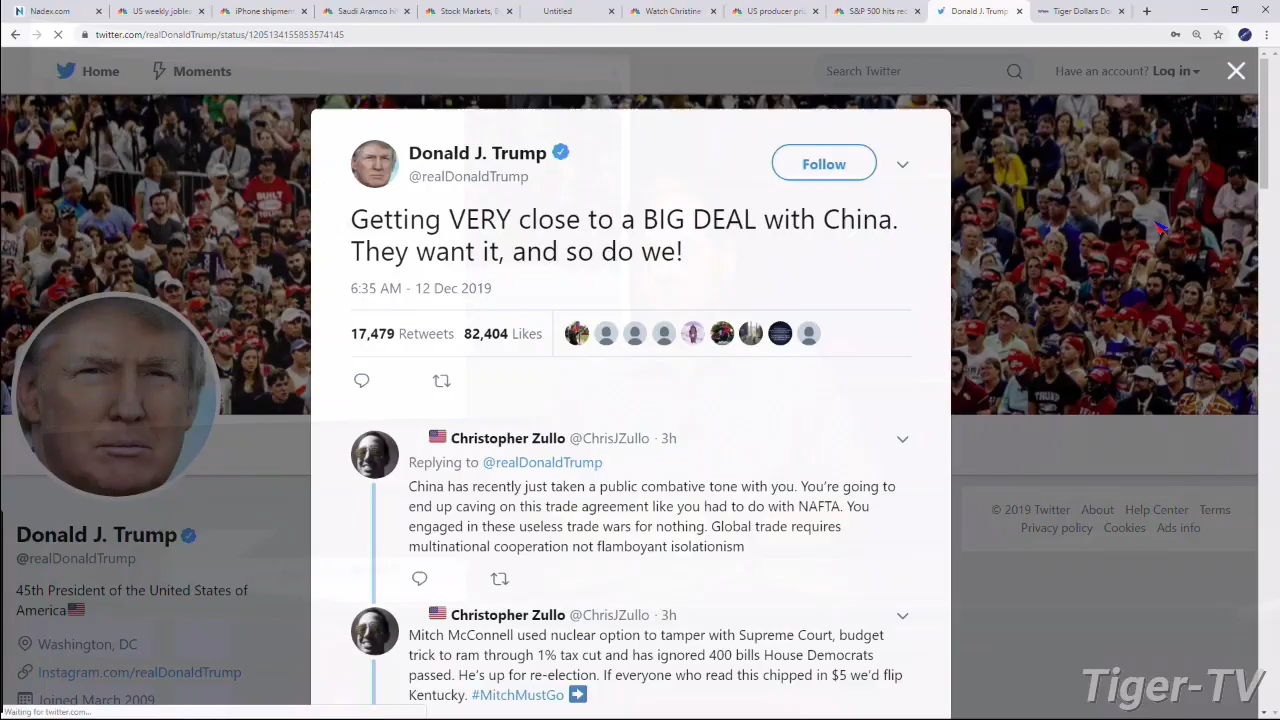 Nadex.com
US weekly jobles
iPhone shipment
Saudi Aramco hi
Stock Markets, B
Untitled
Watch Christine
US producer pri
S&P 500 hits rec
Donald J. Trump
Tiger Dollars Do
twitter.com/realDonaldTrump/status/1205134155853574145
Home
Moments
Search Twitter
Have an account? Log in
Donald J. Trump
@realDonaldTrump
Follow
Getting VERY close to a BIG DEAL with China.
They want it, and so do we!
6:35 AM - 12 Dec 2019
17,479 Retweets 82,404 Likes
Christopher Zullo @ChrisJZullo · 3h
Replying to @realDonaldTrump
China has recently just taken a public combative tone with you. You’re going to
end up caving on this trade agreement like you had to do with NAFTA. You
engaged in these useless trade wars for nothing. Global trade requires
multinational cooperation not flamboyant isolationism
Christopher Zullo @ChrisJZullo · 3h
Mitch McConnell used nuclear option to tamper with Supreme Court, budget
trick to ram through 1% tax cut and has ignored 400 bills House Democrats
passed. He’s up for re-election. If everyone who read this chipped in $5 we’d flip
Kentucky. #MitchMustGo
Donald J. Trump
@realDonaldTrump
45th President of the United States of
America
Washington, DC
Instagram.com/realDonaldTrump
Joined March 2009
© 2019 Twitter About Help Center Terms
Privacy policy Cookies Ads info
Waiting for twitter.com...
Tiger-TV